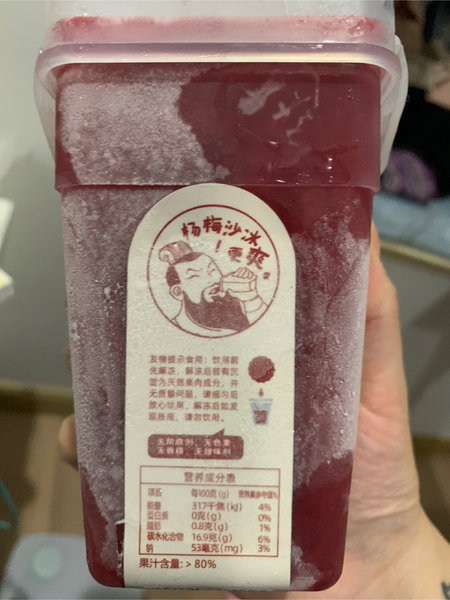 杨梅沙冰
！更爽
友情提示食用：饮用前
先解冻，解冻后若有沉
淀为天然果肉成分，并
无质量问题，请摇匀后
放心饮用。解冻后如发
现胀瓶，请勿饮用。
无防腐剂 无色素
无香精 无甜味剂
营养成分表
项目 每100克(g) 营养素参考值%
能量 317千焦(kJ) 4%
蛋白质 0克(g) 0%
脂肪 0.8克(g) 1%
碳水化合物 16.9克(g) 6%
钠 53毫克(mg) 3%
果汁含量：> 80%